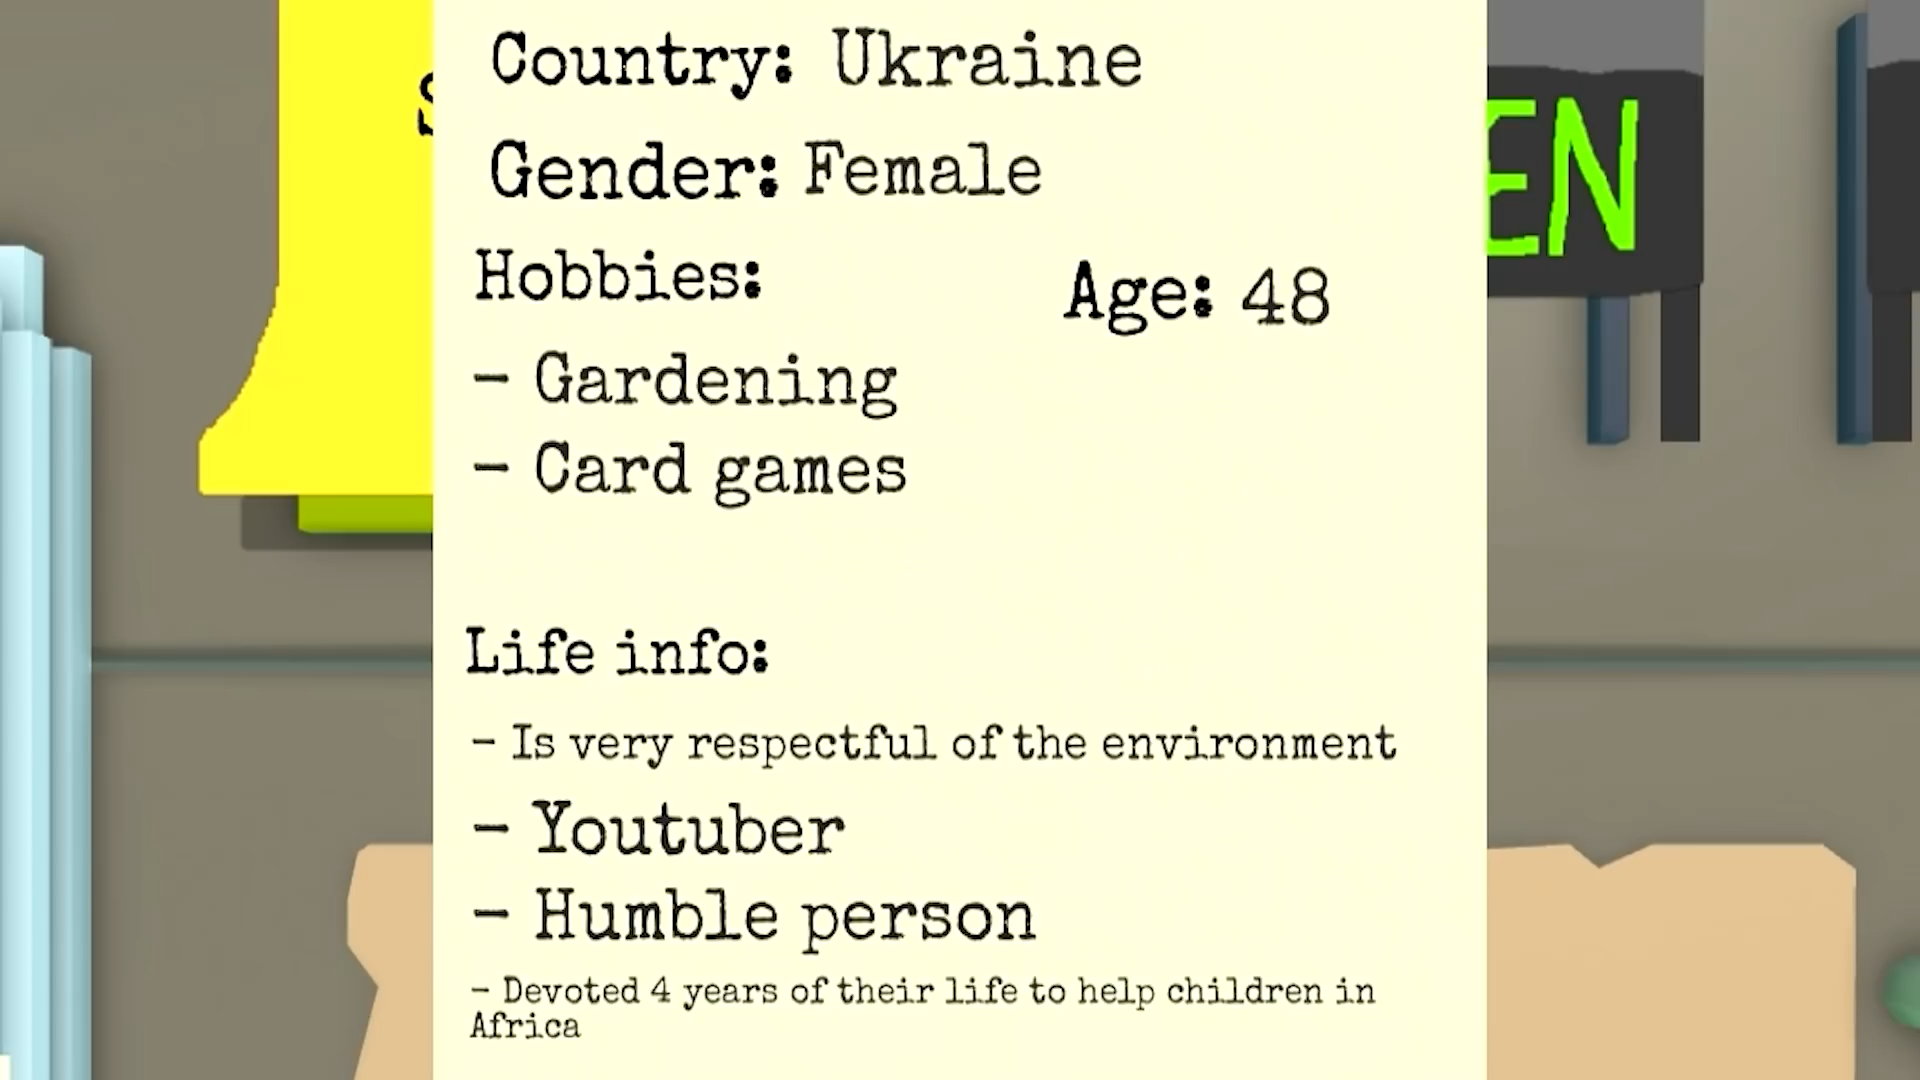 Country: Ukraine
Gender: Female
Hobbies:
Age: 48
- Gardening
- Card games
Life info:
- Is very respectful of the environment
- Youtuber
- Humble person
- Devoted 4 years of their life to help children in
Africa
S
EN